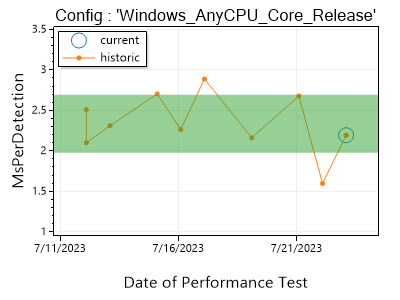 Config : 'Windows_AnyCPU_Core_Release'
current
historic
3.5
3
2.5
2
1.5
1
MsPerDetection
7/11/2023
7/16/2023
7/21/2023
Date of Performance Test